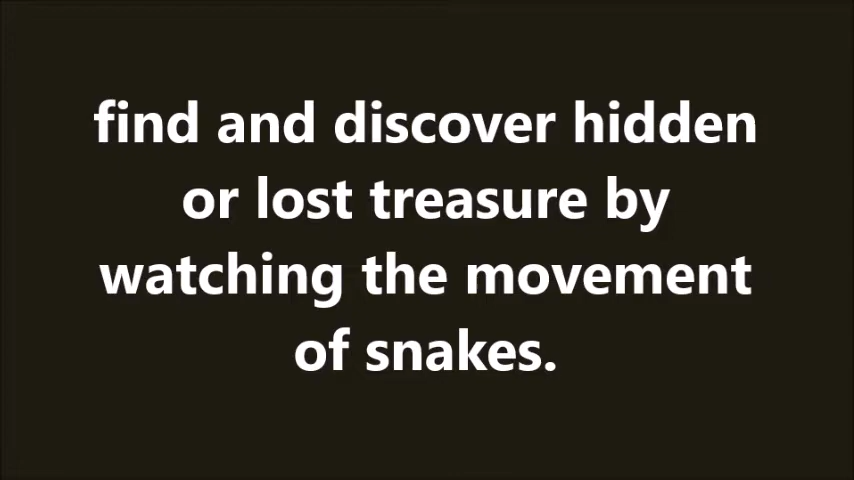 find and discover hidden
or lost treasure by
watching the movement
of snakes.